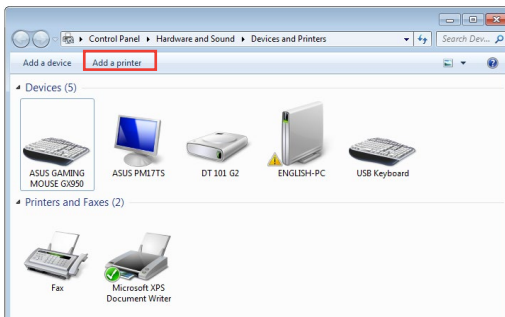 Control Panel Hardware and Sound Devices and Printers Search Dev...
Add a device Add a printer
Devices (5)
ASUS GAMING MOUSE GX950
ASUS PM17TS
DT 101 G2
ENGLISH-PC
USB Keyboard
Printers and Faxes (2)
Fax
Microsoft XPS Document Writer